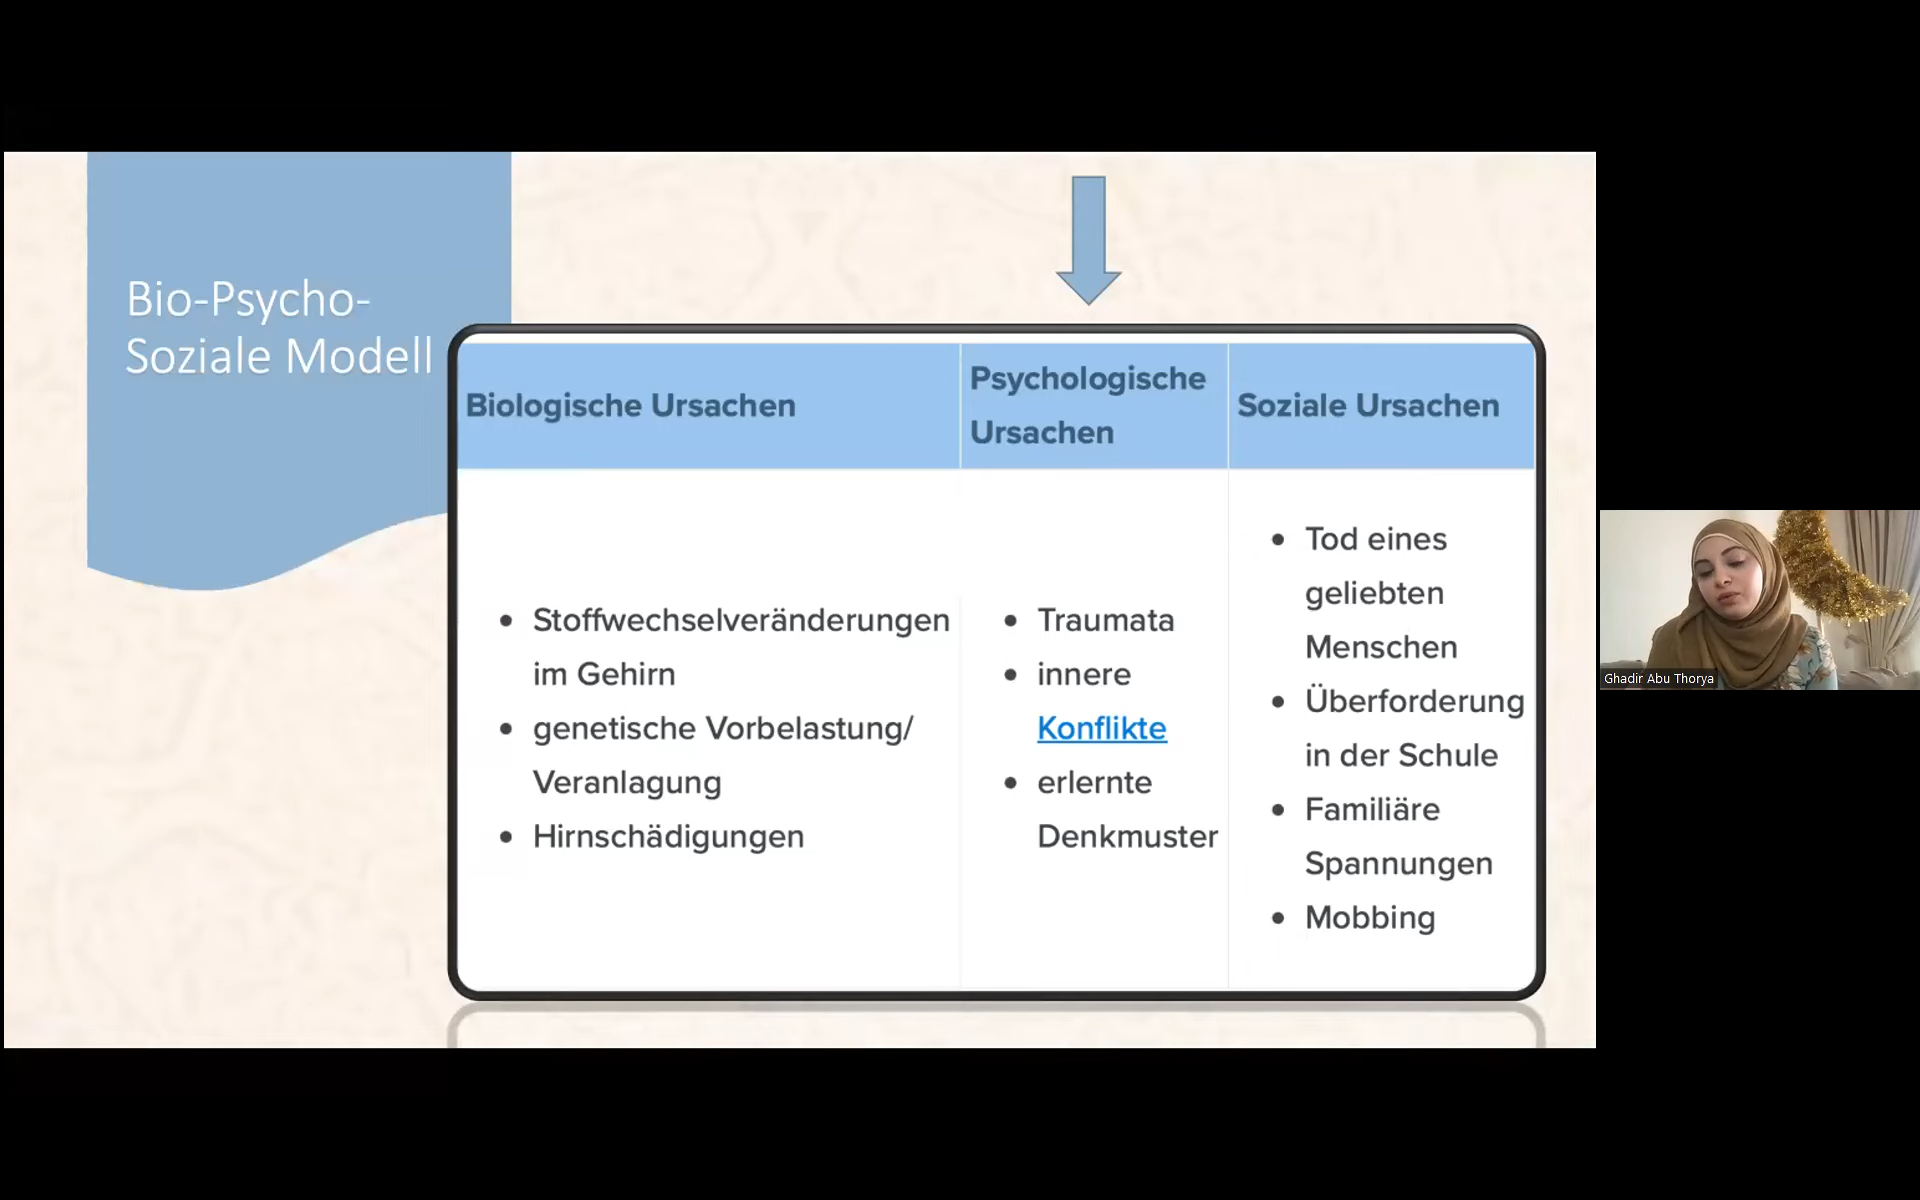 Bio-Psycho-
Soziale Modell
Biologische Ursachen
Psychologische
Ursachen
Soziale Ursachen
• Stoffwechselveränderungen
im Gehirn
• genetische Vorbelastung/
Veranlagung
• Hirnschädigungen
• Traumata
• innere
Konflikte
• erlernte
Denkmuster
• Tod eines
geliebten
Menschen
• Überforderung
in der Schule
• Familiäre
Spannungen
• Mobbing
Ghadir Abu Thorya